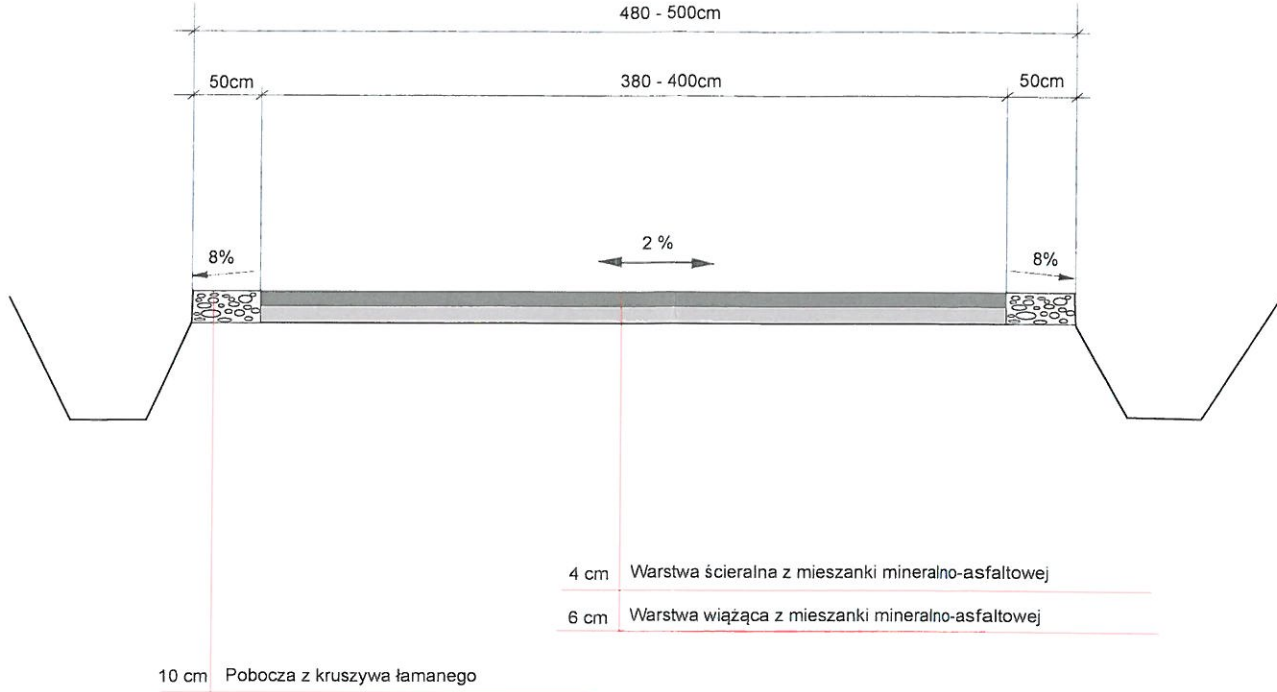 480 - 500cm
50cm
380 - 400cm
50cm
8%
2 %
8%
4 cm Warstwa ścieralna z mieszanki mineralno-asfaltowej
6 cm Warstwa wiążąca z mieszanki mineralno-asfaltowej
10 cm Pobocza z kruszywa łamanego